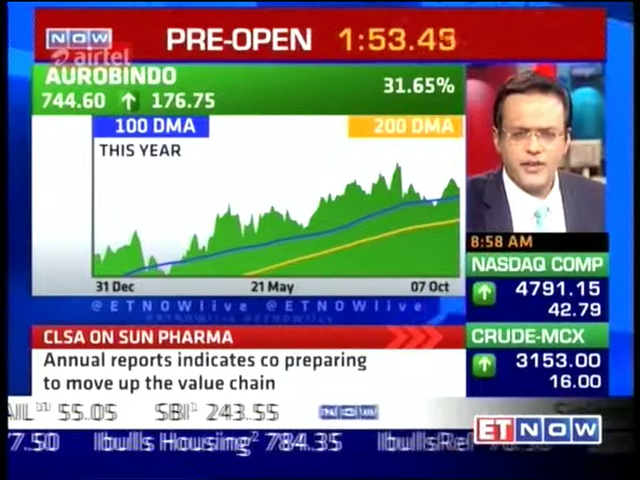 NOW
airtel
PRE-OPEN 1:53.45
AUROBINDO
744.60 ↑ 176.75 31.65%
100 DMA 200 DMA
THIS YEAR
31 Dec 21 May 07 Oct
@ETNOWlive @ETNOWlive
8:58 AM
NASDAQ COMP
↑ 4791.15
42.79
CRUDE-MCX
↑ 3153.00
16.00
CLSA ON SUN PHARMA
Annual reports indicates co preparing
to move up the value chain
55.05 SBI 243.55 NOW
7.50 Ibulls Housing 784.35
ET NOW